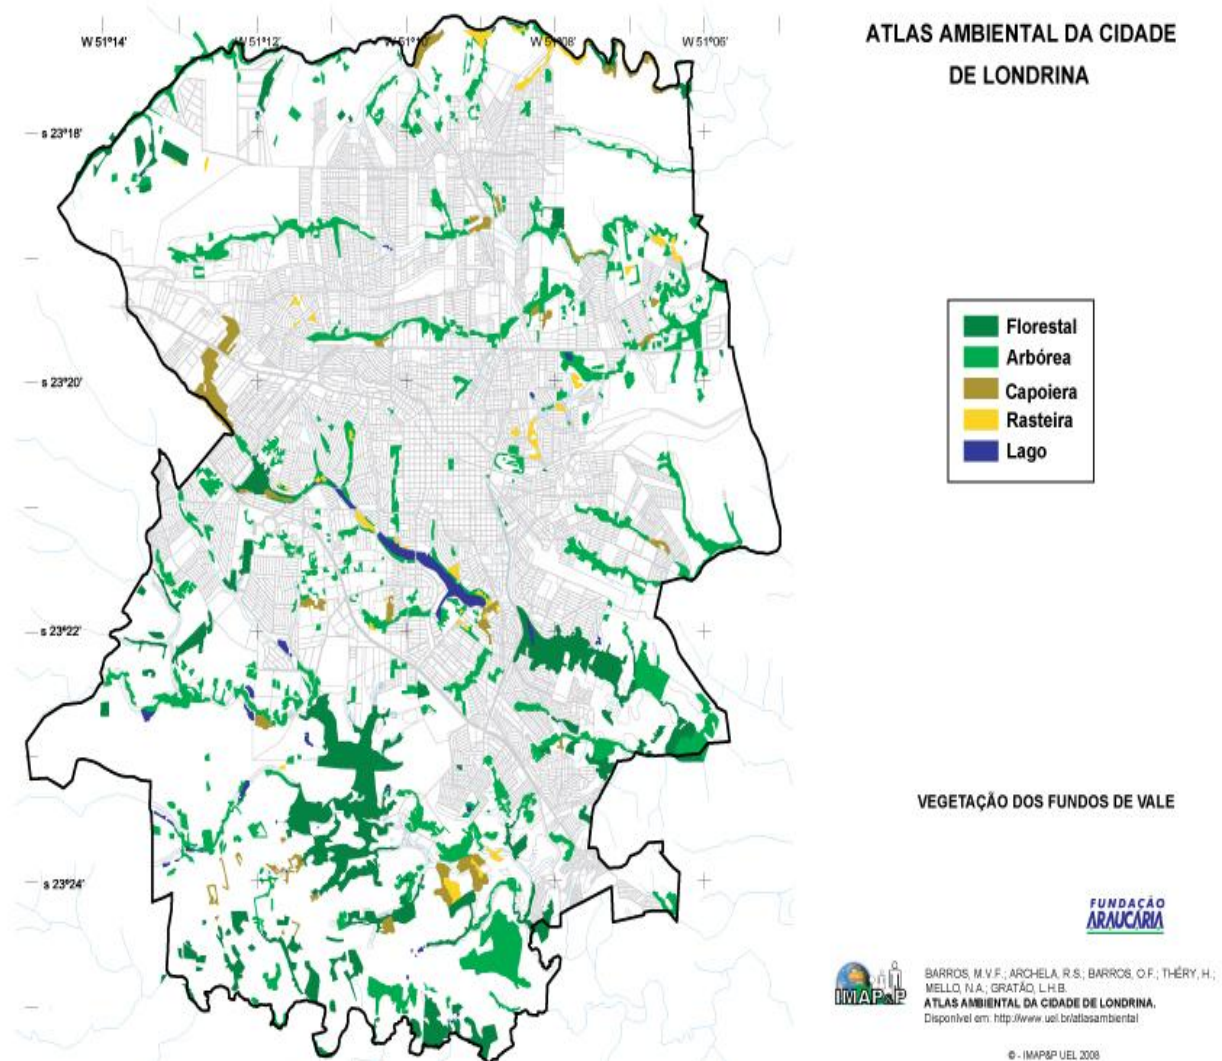 W 51°14'
W 51°12'
W 51°10'
W 51°08'
W 51°06'
s 23°18'
s 23°20'
s 23°22'
s 23°24'
ATLAS AMBIENTAL DA CIDADE
DE LONDRINA
Florestal
Arbórea
Capoiera
Rasteira
Lago
VEGETAÇÃO DOS FUNDOS DE VALE
FUNDAÇÃO
ARAUCÁRIA
IMAP&P
BARROS, M.V.F.; ARCHELA, R.S.; BARROS, O.F.; THÉRY, H.;
MELLO, N.A.; GRATÃO, L.H.B.
ATLAS AMBIENTAL DA CIDADE DE LONDRINA.
Disponível em: http://www.uel.br/atlasambiental
© - IMAP&P UEL 2008